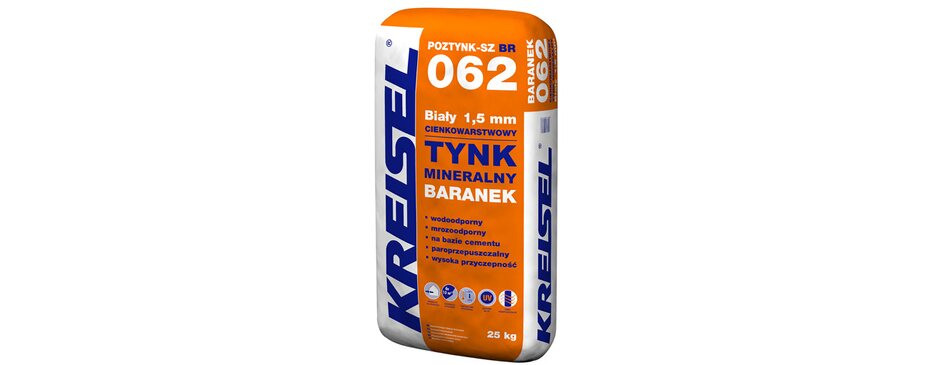 KREISEL
®
POZTYNK-SZ BR
062
Biały 1,5 mm
CIENKOWARSTWOWY
TYNK
MINERALNY
BARANEK
• wodoodporny
• mrozoodporny
• na bazie cementu
• paroprzepuszczalny
• wysoka przyczepność
UV
25 kg
BARANEK
062
KREISEL
®